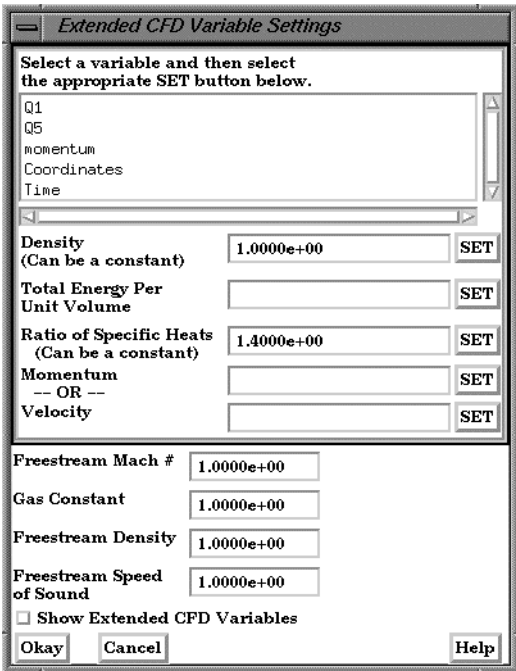 Extended CFD Variable Settings
Select a variable and then select
the appropriate SET button below.
Q1
Q5
momentum
Coordinates
Time
Density
(Can be a constant)
1.0000e+00
SET
Total Energy Per
Unit Volume
SET
Ratio of Specific Heats
(Can be a constant)
1.4000e+00
SET
Momentum
-- OR --
SET
Velocity
SET
Freestream Mach #
1.0000e+00
Gas Constant
1.0000e+00
Freestream Density
1.0000e+00
Freestream Speed
of Sound
1.0000e+00
Show Extended CFD Variables
Okay
Cancel
Help